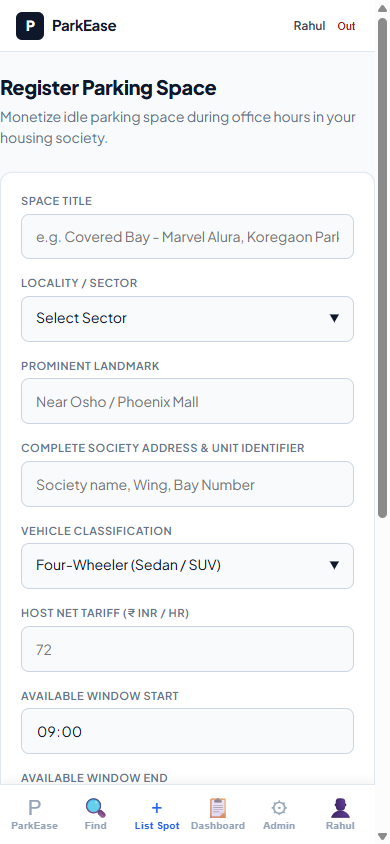 P ParkEase Rahul Out
Register Parking Space
Monetize idle parking space during office hours in your
housing society.
SPACE TITLE
e.g. Covered Bay - Marvel Alura, Koregaon Park
LOCALITY / SECTOR
Select Sector
PROMINENT LANDMARK
Near Osho / Phoenix Mall
COMPLETE SOCIETY ADDRESS & UNIT IDENTIFIER
Society name, Wing, Bay Number
VEHICLE CLASSIFICATION
Four-Wheeler (Sedan / SUV)
HOST NET TARIFF (₹ INR / HR)
72
AVAILABLE WINDOW START
09:00
AVAILABLE WINDOW END
P
ParkEase Find List Spot Dashboard Admin Rahul